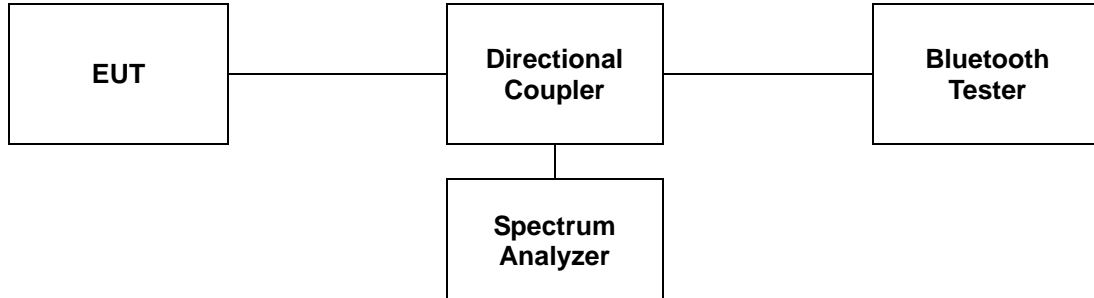 EUT
Directional
Coupler
Bluetooth
Tester
Spectrum
Analyzer